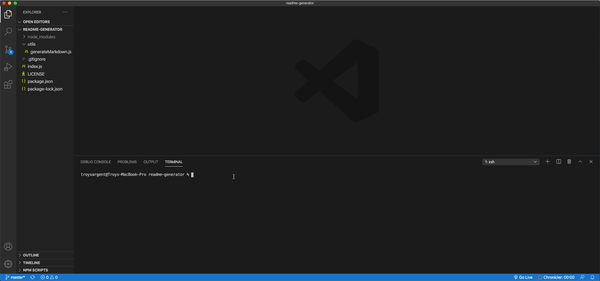 readme-generator
EXPLORER
OPEN EDITORS
README-GENERATOR
node_modules
utils
JS generateMarkdown.js
.gitignore
JS index.js
LICENSE
{} package.json
{} package-lock.json
OUTLINE
TIMELINE
NPM SCRIPTS
DEBUG CONSOLE PROBLEMS OUTPUT TERMINAL
1: zsh
treysargent@Treys-MacBook-Pro readme-generator %
master*
0 0
Go Live
Chronicler: 00:00